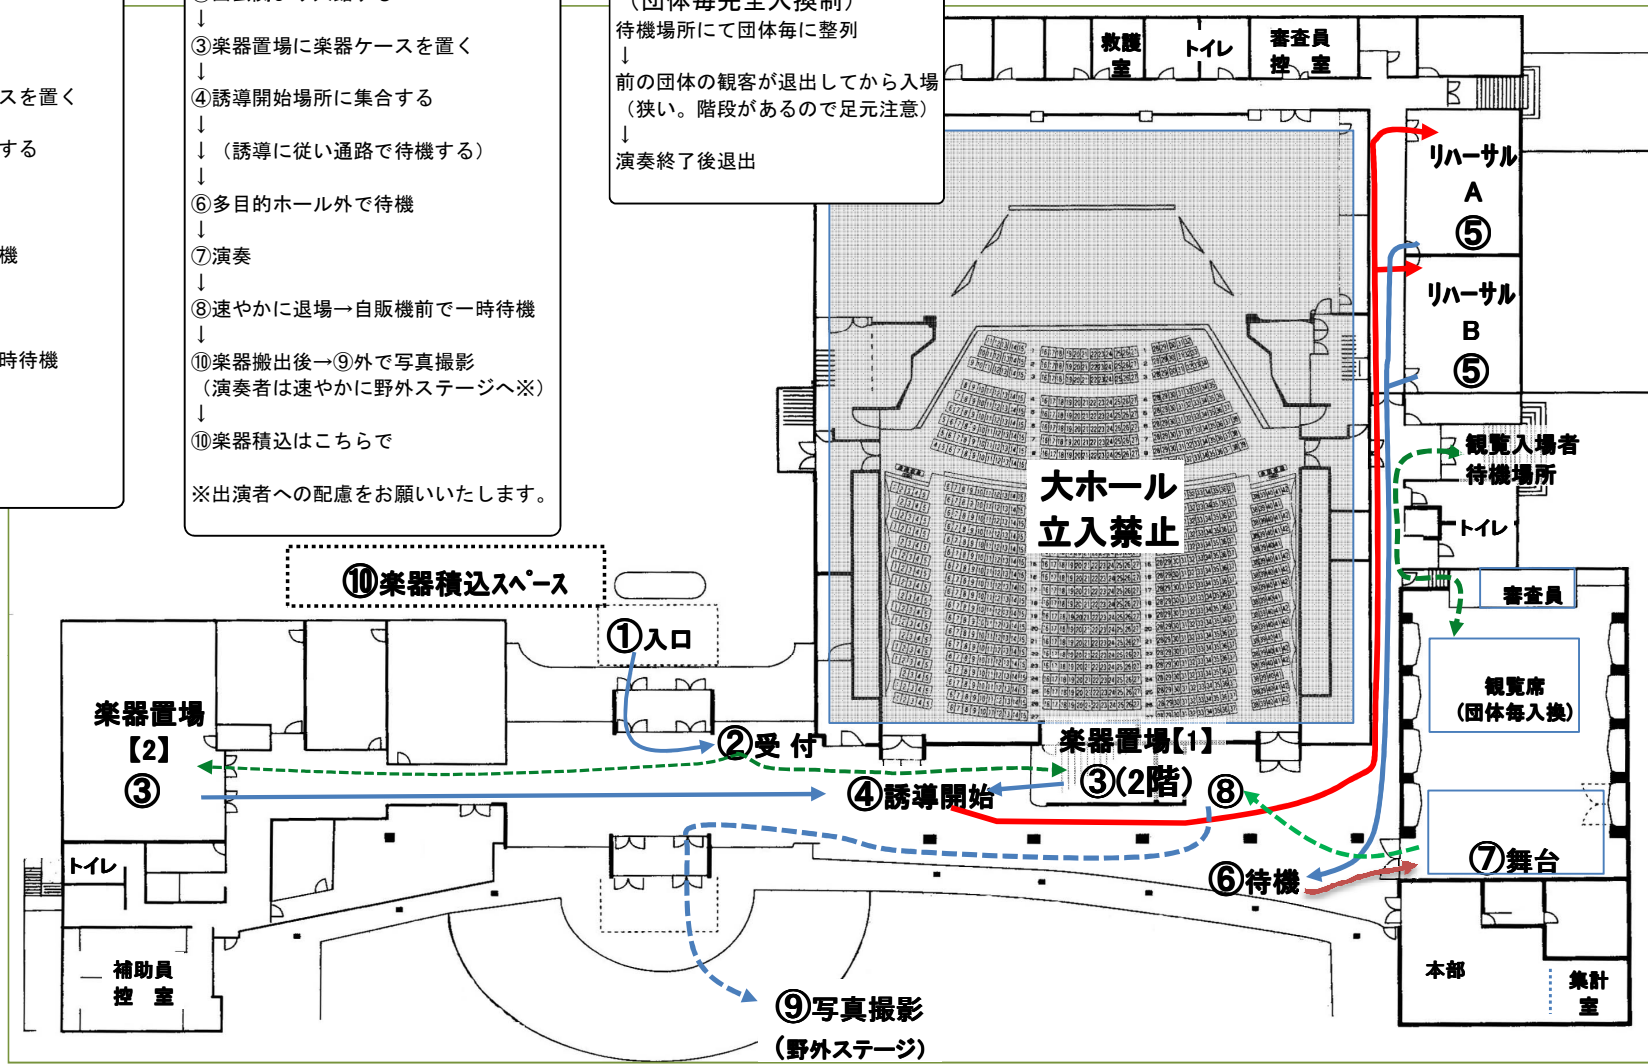 スを置く
する
機
時待機
↓
③楽器置場に楽器ケースを置く
↓
④誘導開始場所に集合する
↓
↓（誘導に従い通路で待機する）
↓
⑥多目的ホール外で待機
↓
⑦演奏
↓
⑧速やかに退場→自販機前で一時待機
↓
⑩楽器搬出後→⑨外で写真撮影
（演奏者は速やかに野外ステージへ※）
↓
⑩楽器積込はこちらで
※出演者への配慮をお願いいたします。
（団体毎完全入換制）
待機場所にて団体毎に整列
↓
前の団体の観客が退出してから入場
（狭い。階段があるので足元注意）
↓
演奏終了後退出
救護
室
トイレ
審査員
控　室
リハーサル
A
⑤
リハーサル
B
⑤
観覧入場者
待機場所
トイレ
大ホール
立入禁止
⑩楽器積込スペース
①入口
審査員
観覧席
(団体毎入換)
楽器置場
【2】
③
②受付
楽器置場【1】
③(2階)
④誘導開始
⑧
⑥待機
⑦舞台
トイレ
補助員
控　室
本部
集計
室
⑨写真撮影
(野外ステージ)